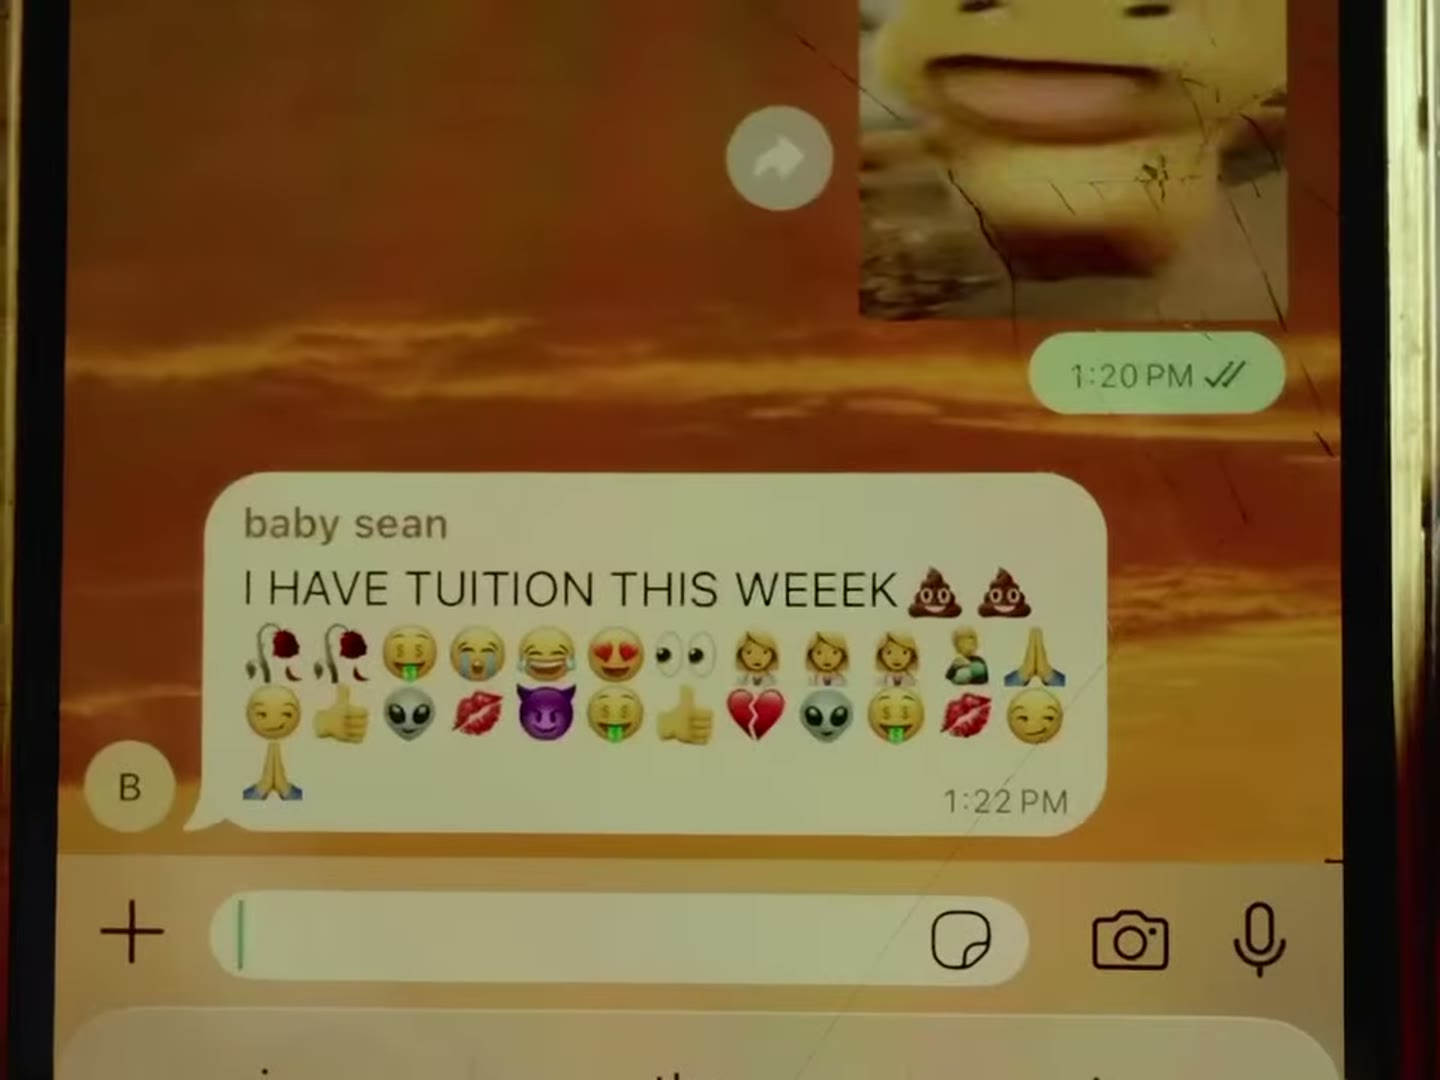 1:20 PM
baby sean
I HAVE TUITION THIS WEEEK💩 💩
🥀🥀🤑😭😂😍👀👩‍⚕️👩‍⚕️👩‍⚕️👨‍🍼🙏
😏👍👽💋😈🤑👍💔👽🤑💋😏
🙏
1:22 PM
B